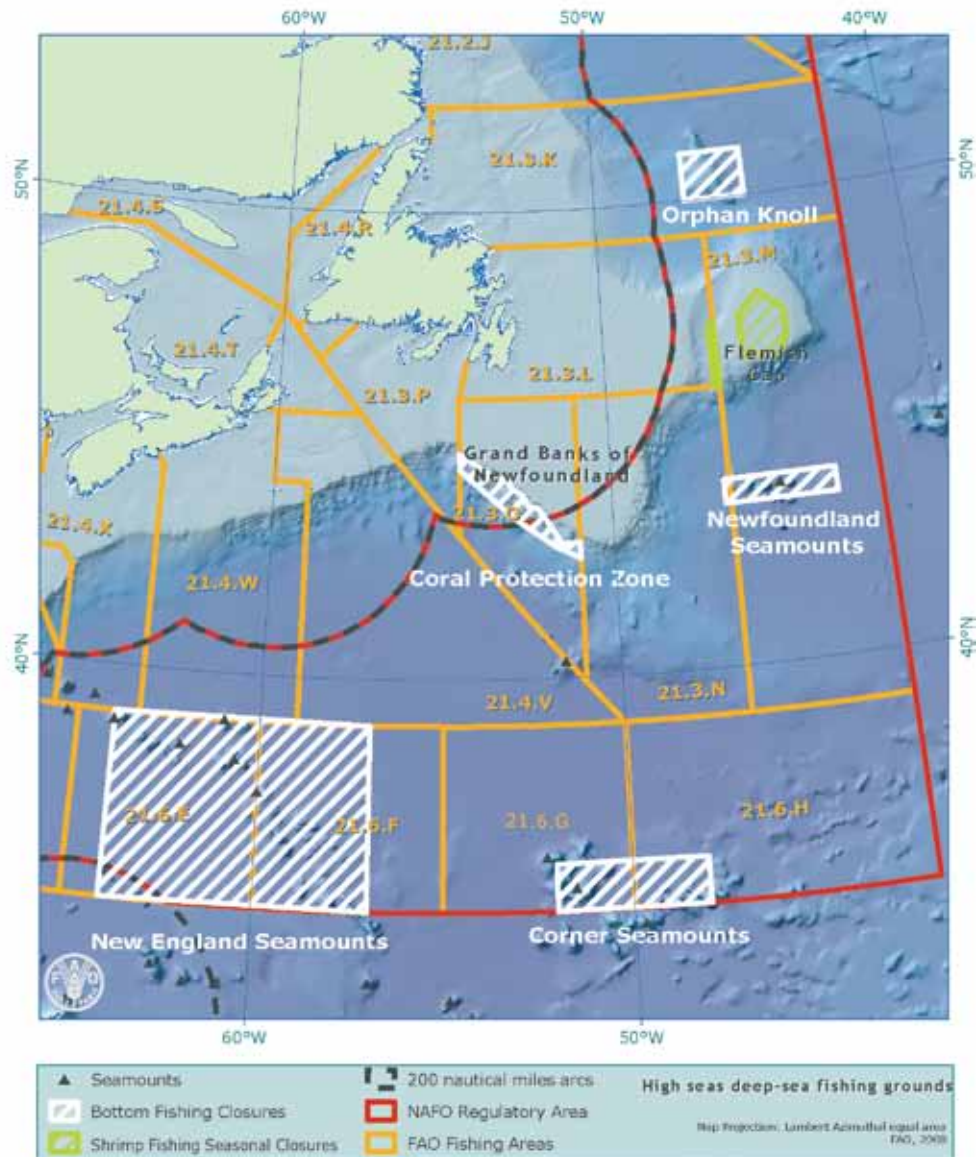 60°W
50°W
40°W
21.2.J
50°N
50°N
21.3.K
Orphan Knoll
21.4.S
21.4.R
21.3.M
21.4.T
Flemish
Cap
21.3.L
21.3.P
Grand Banks of
Newfoundland
21.3.O
21.4.X
Newfoundland
Seamounts
Coral Protection Zone
21.4.W
40°N
40°N
21.4.V
21.3.N
21.6.E
21.6.F
21.6.G
21.6.H
New England Seamounts
Corner Seamounts
F A O
60°W
50°W
Seamounts
200 nautical miles arcs
High seas deep-sea fishing grounds
Bottom Fishing Closures
NAFO Regulatory Area
Shrimp Fishing Seasonal Closures
FAO Fishing Areas
Map Projection: Lambert Azimuthal equal area
FAO, 2008